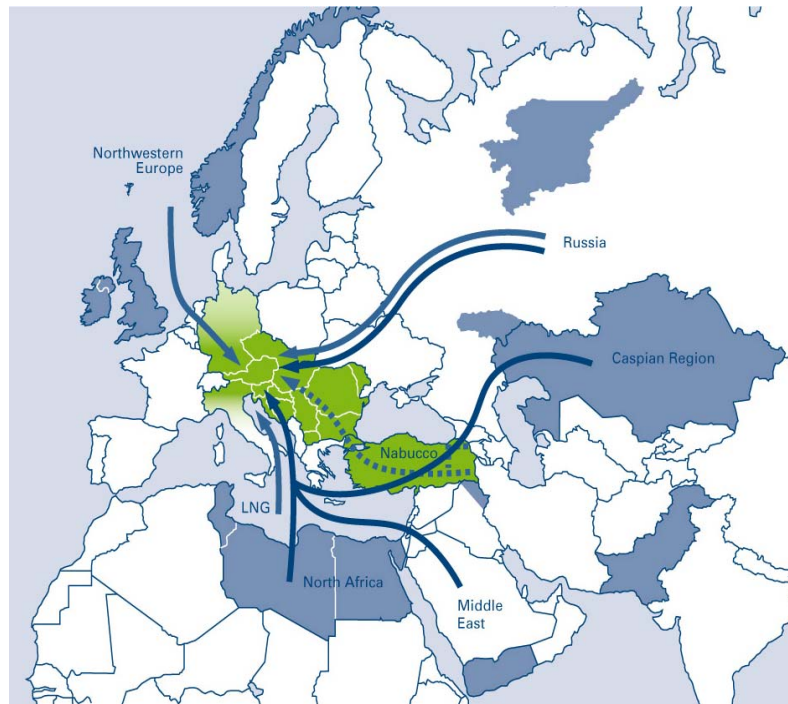 Northwestern
Europe
Russia
Caspian Region
Nabucco
LNG
North Africa
Middle
East